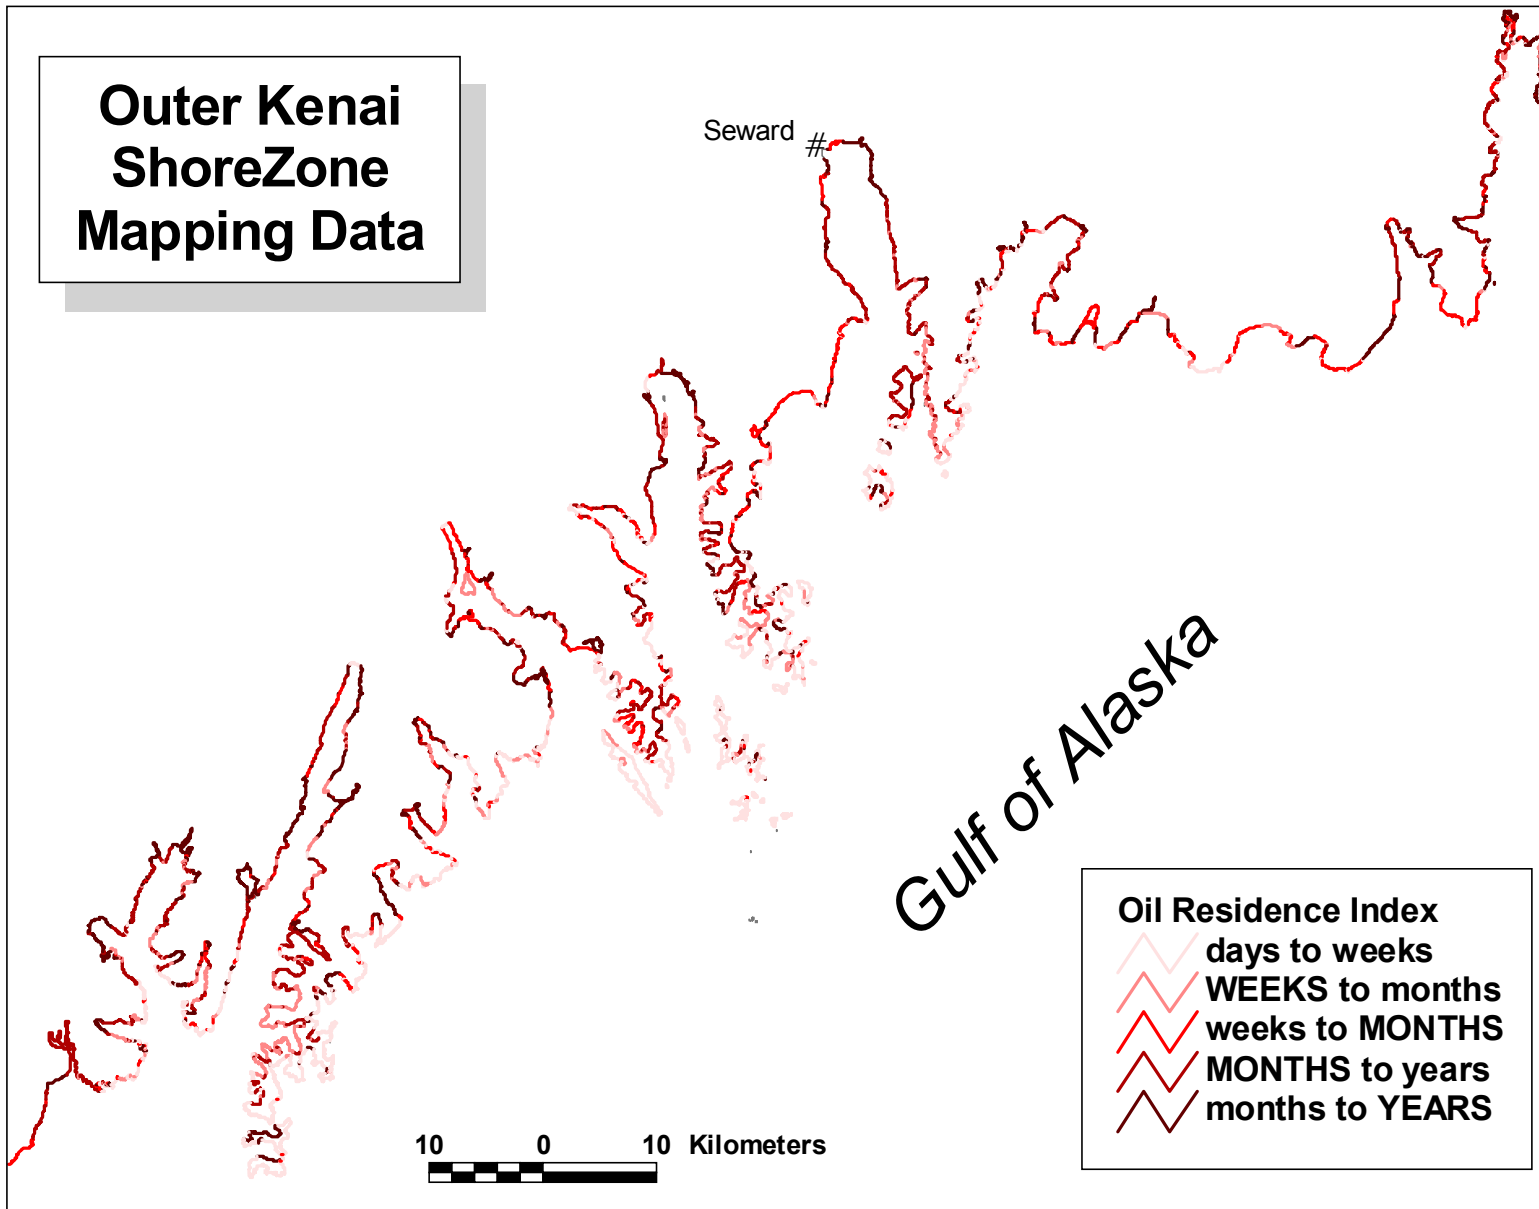 Outer Kenai
ShoreZone
Mapping Data
Seward #
Gulf of Alaska
Oil Residence Index
days to weeks
WEEKS to months
weeks to MONTHS
MONTHS to years
months to YEARS
10 0 10 Kilometers